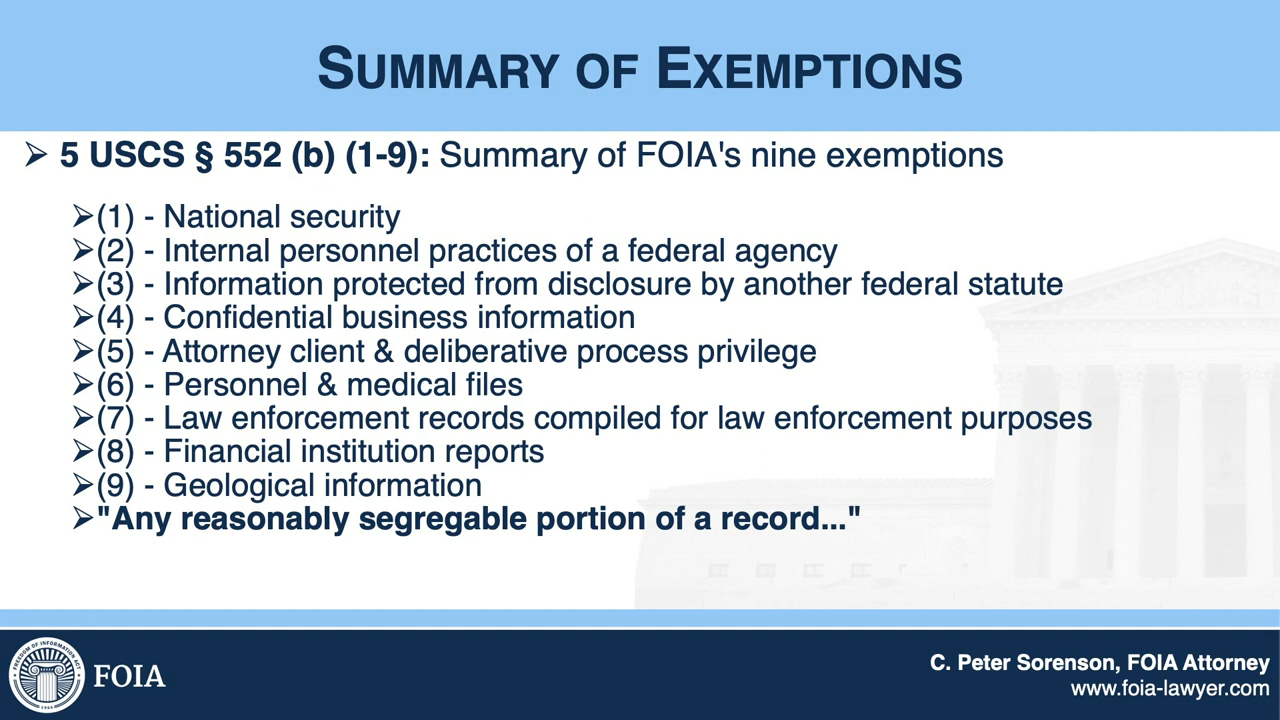 SUMMARY OF EXEMPTIONS
➢ 5 USCS § 552 (b) (1-9): Summary of FOIA's nine exemptions
➢(1) - National security
➢(2) - Internal personnel practices of a federal agency
➢(3) - Information protected from disclosure by another federal statute
➢(4) - Confidential business information
➢(5) - Attorney client & deliberative process privilege
➢(6) - Personnel & medical files
➢(7) - Law enforcement records compiled for law enforcement purposes
➢(8) - Financial institution reports
➢(9) - Geological information
➢"Any reasonably segregable portion of a record..."
FREEDOM OF INFORMATION ACT
FOIA
C. Peter Sorenson, FOIA Attorney
www.foia-lawyer.com